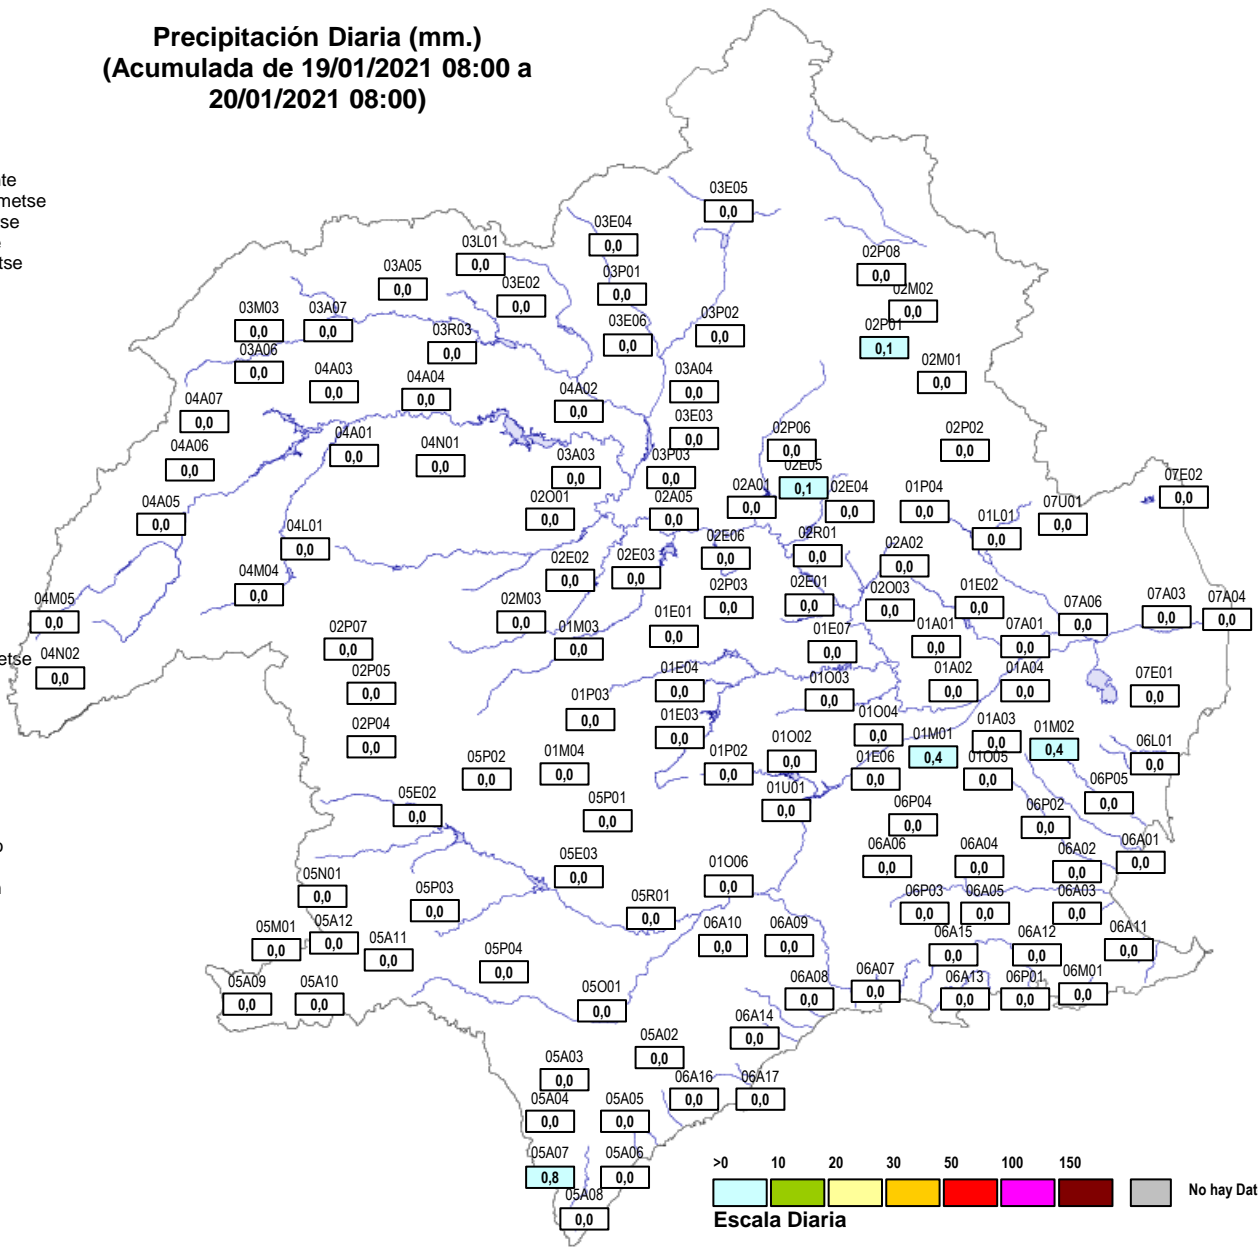 Precipitación Diaria (mm.)
(Acumulada de 19/01/2021 08:00 a
20/01/2021 08:00)
te
metse
se
tse
etse
03E05
0,0
03E04
0,0
03L01
0,0
02P08
0,0
03A05
0,0
03P01
0,0
03E02
0,0
02M02
0,0
03M03
0,0
03A07
0,0
03P02
0,0
03E06
0,0
02P01
0,1
03R03
0,0
03A06
0,0
02M01
0,0
04A03
0,0
03A04
0,0
04A04
0,0
04A02
0,0
04A07
0,0
03E03
0,0
02P06
0,0
02P02
0,0
04A01
0,0
04N01
0,0
04A06
0,0
03A03
0,0
03P03
0,0
02E05
0,1
07E02
0,0
02A01
0,0
02E04
0,0
01P04
0,0
04A05
0,0
02O01
0,0
02A05
0,0
07U01
0,0
01L01
0,0
04L01
0,0
02E06
0,0
02R01
0,0
02A02
0,0
02E02
0,0
02E03
0,0
04M04
0,0
02P03
0,0
02E01
0,0
02O03
0,0
01E02
0,0
07A03
0,0
07A04
0,0
04M05
0,0
02M03
0,0
07A06
0,0
01E01
0,0
02P07
0,0
01M03
0,0
01E07
0,0
01A01
0,0
07A01
0,0
04N02
0,0
02P05
0,0
01E04
0,0
01O03
0,0
01A02
0,0
01A04
0,0
07E01
0,0
01P03
0,0
02P04
0,0
01E03
0,0
01O04
0,0
01A03
0,0
01M01
0,4
01M02
0,4
06L01
0,0
05P02
0,0
01M04
0,0
01P02
0,0
01O02
0,0
01E06
0,0
01O05
0,0
05E02
0,0
05P01
0,0
01U01
0,0
06P05
0,0
06P04
0,0
06P02
0,0
05E03
0,0
01O06
0,0
06A06
0,0
06A04
0,0
06A02
0,0
06A01
0,0
05N01
0,0
05P03
0,0
05R01
0,0
06P03
0,0
06A05
0,0
06A03
0,0
05M01
0,0
05A12
0,0
05A11
0,0
06A10
0,0
06A09
0,0
06A15
0,0
06A12
0,0
06A11
0,0
05P04
0,0
05A09
0,0
05A10
0,0
05O01
0,0
06A08
0,0
06A07
0,0
06A13
0,0
06P01
0,0
06M01
0,0
06A14
0,0
05A02
0,0
05A03
0,0
06A16
0,0
06A17
0,0
05A04
0,0
05A05
0,0
05A07
0,8
05A06
0,0
05A08
0,0
>0 10 20 30 50 100 150
No hay Dat
Escala Diaria